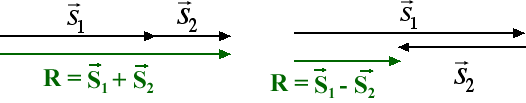 S⃗₁ S⃗₂
R = S⃗₁ + S⃗₂
S⃗₁
S⃗₂
R = S⃗₁ - S⃗₂